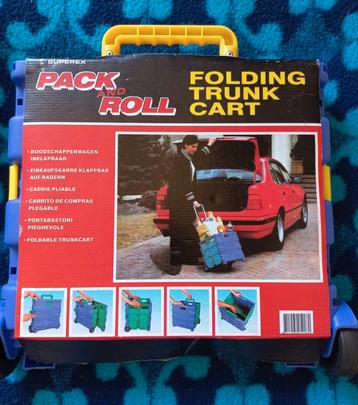 S SUPEREX
PACK
AND
ROLL
FOLDING
TRUNK
CART
• BOODSCHAPPENWAGEN
INKLAPBAAR
• EINKAUFSKARRE KLAPPBAR
AUF RADERN
• CADDIE PLIABLE
• CARRITO DE COMPRAS
PLEGABLE
• PORTABASTONI
PIEGHEVOLE
• FOLDABLE TRUNKCART